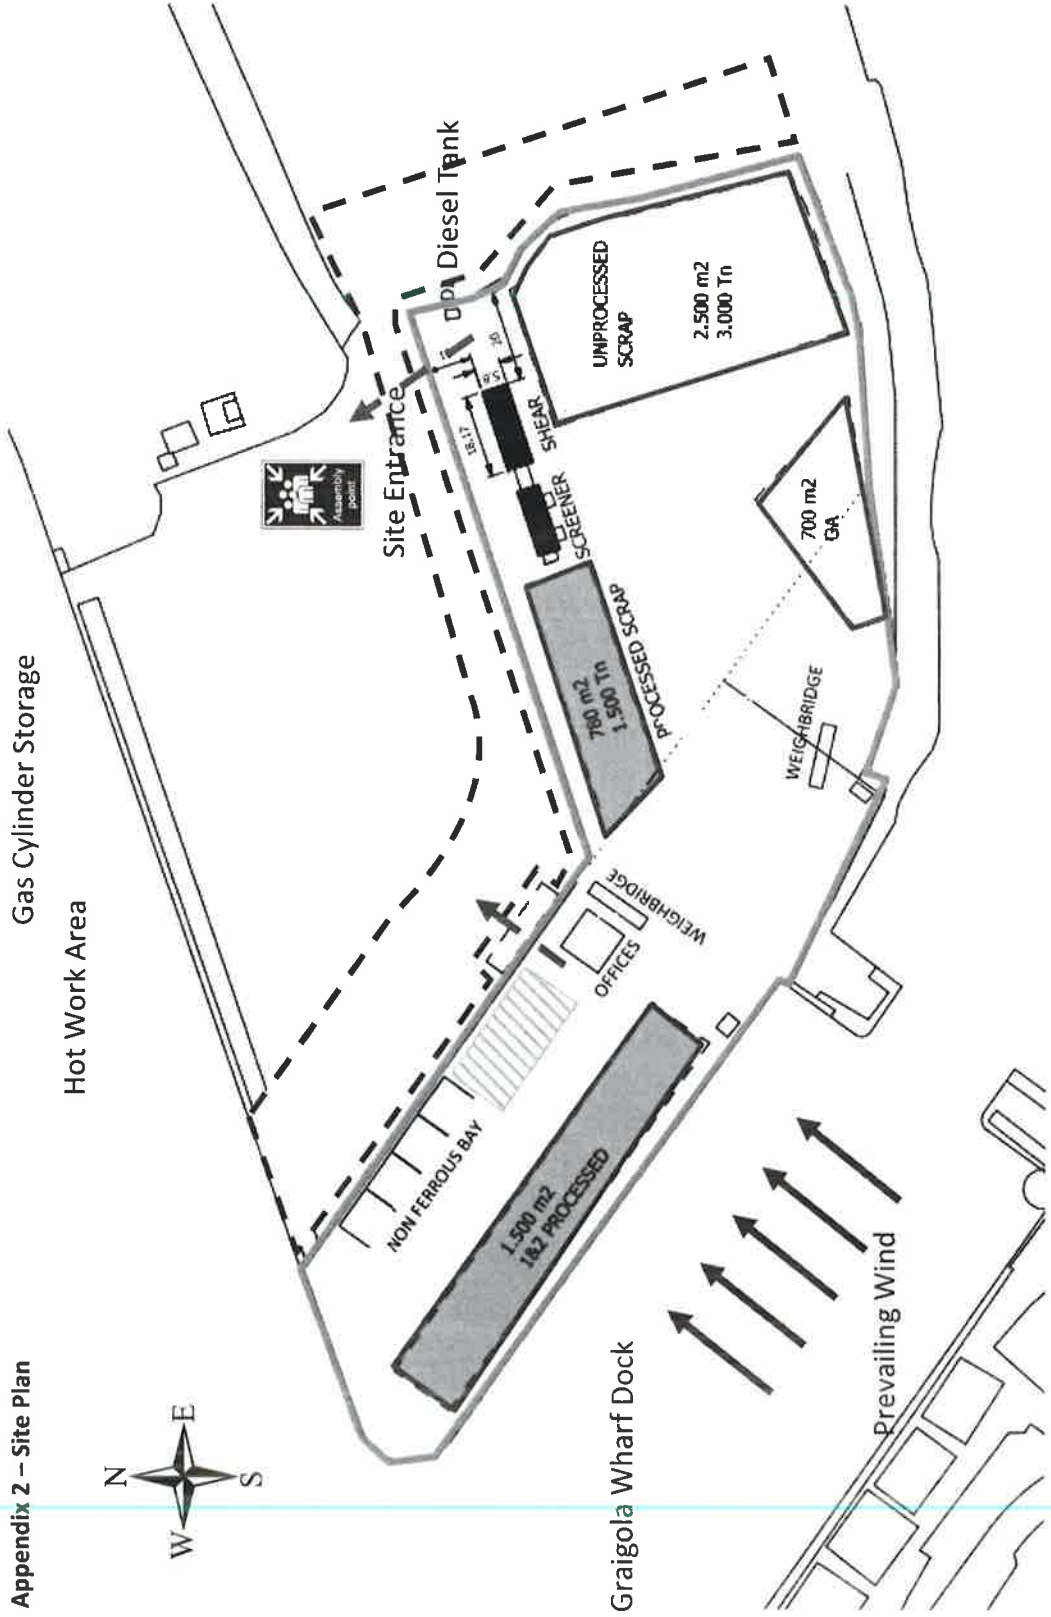 Appendix 2 – Site Plan
Gas Cylinder Storage
Hot Work Area
N
W
E
S
Assembly
point
Site Entrance
Diesel Tank
20
5.8
18.17
SHEAR
SCREENER
UNPROCESSED
SCRAP
2.500 m2
3.000 Tn
780 m2
1.500 Tn
PROCESSED SCRAP
700 m2
WEIGHBRIDGE
WEIGHBRIDGE
OFFICES
NON FERROUS BAY
1.500 m2
1&2 PROCESSED
Graigola Wharf Dock
Prevailing Wind